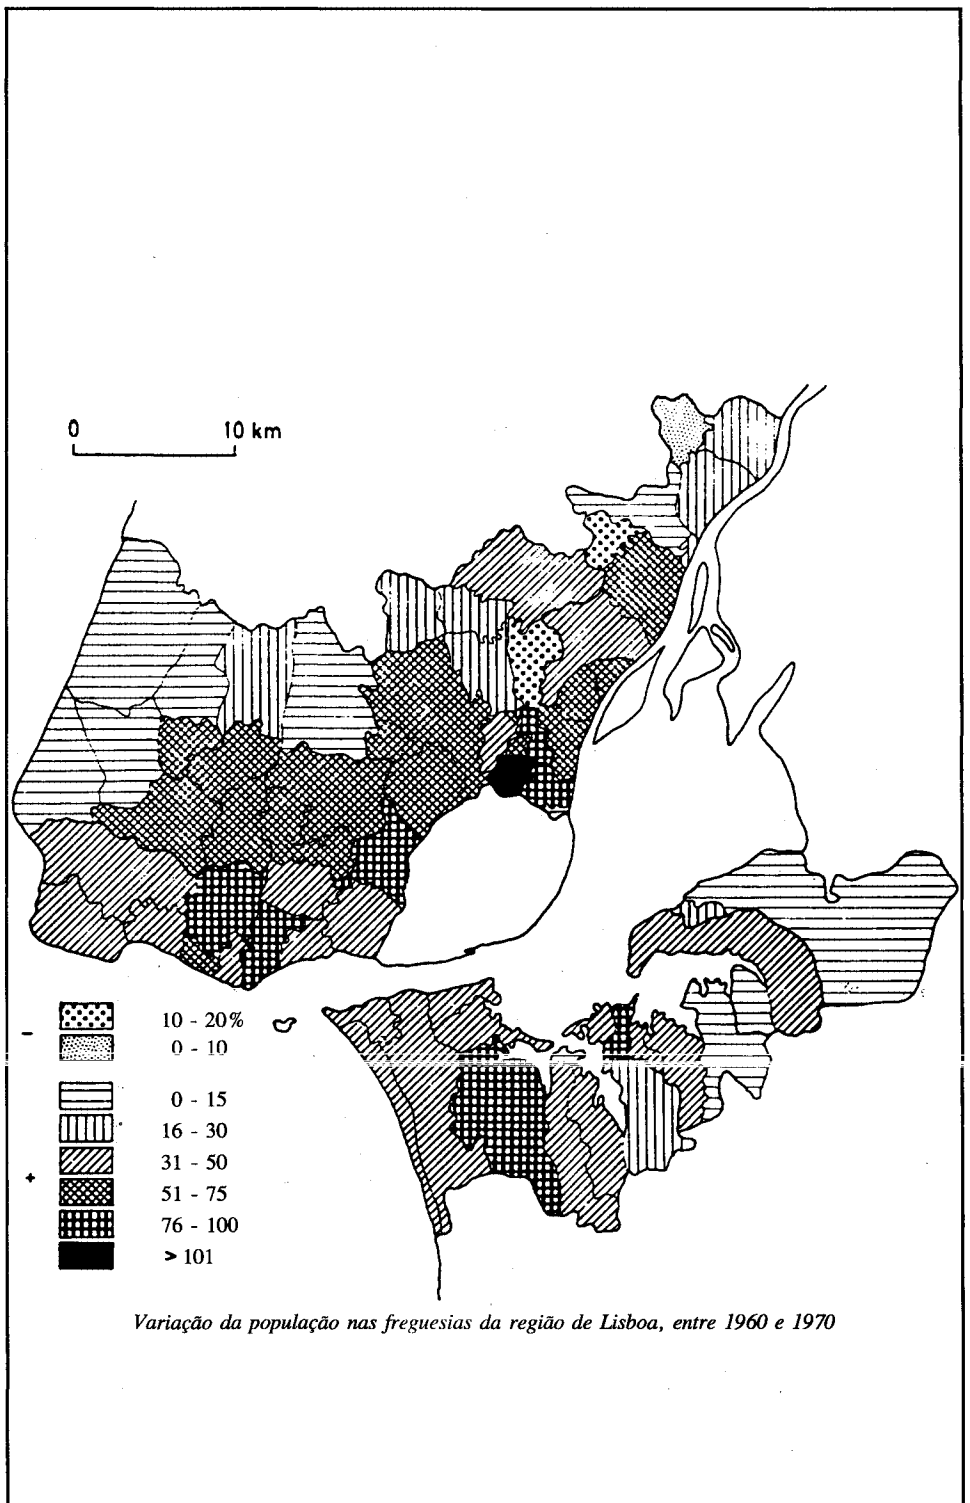 0 10 km
- 10 - 20%
0 - 10
0 - 15
16 - 30
+ 31 - 50
51 - 75
76 - 100
> 101
Variação da população nas freguesias da região de Lisboa, entre 1960 e 1970